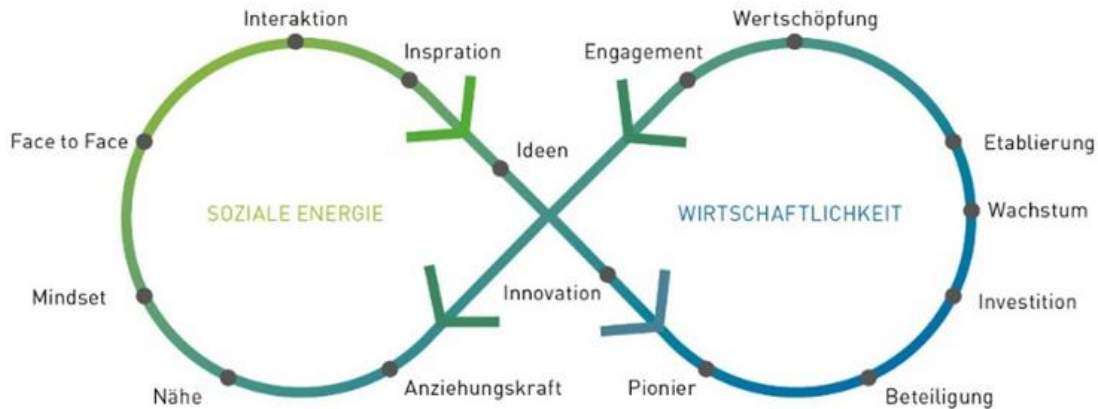 Interaktion
Wertschöpfung
Inspration
Engagement
Face to Face
Ideen
Etablierung
SOZIALE ENERGIE
WIRTSCHAFTLICHKEIT
Wachstum
Mindset
Innovation
Investition
Nähe
Anziehungskraft
Pionier
Beteiligung